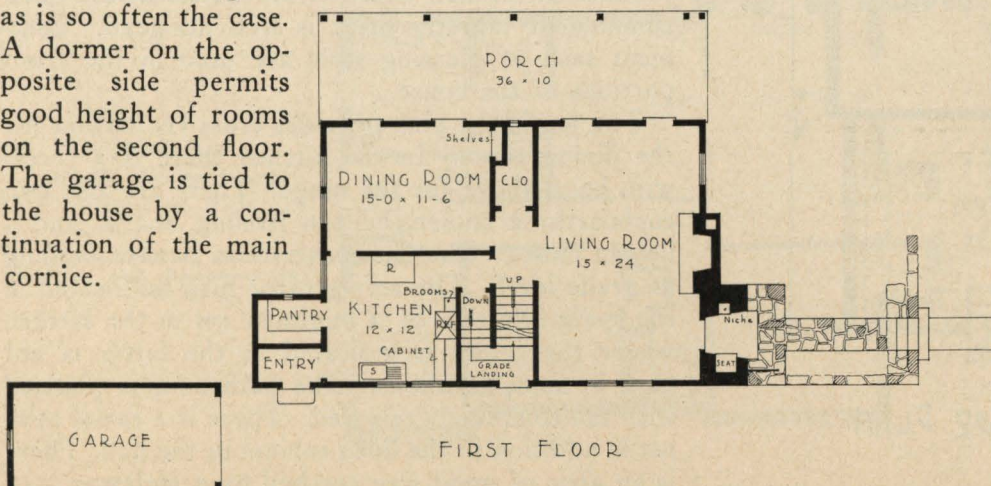 as is so often the case.
A dormer on the op-
posite side permits
good height of rooms
on the second floor.
The garage is tied to
the house by a con-
tinuation of the main
cornice.
PORCH
36 × 10
Shelves
DINING ROOM
15-0 × 11-6
CLO
LIVING ROOM
15 × 24
R
BROOMS
DOWN
UP
KITCHEN
12 × 12
REF
PANTRY
CABINET
ENTRY
S
GRADE
LANDING
Niche
SEAT
GARAGE
FIRST FLOOR